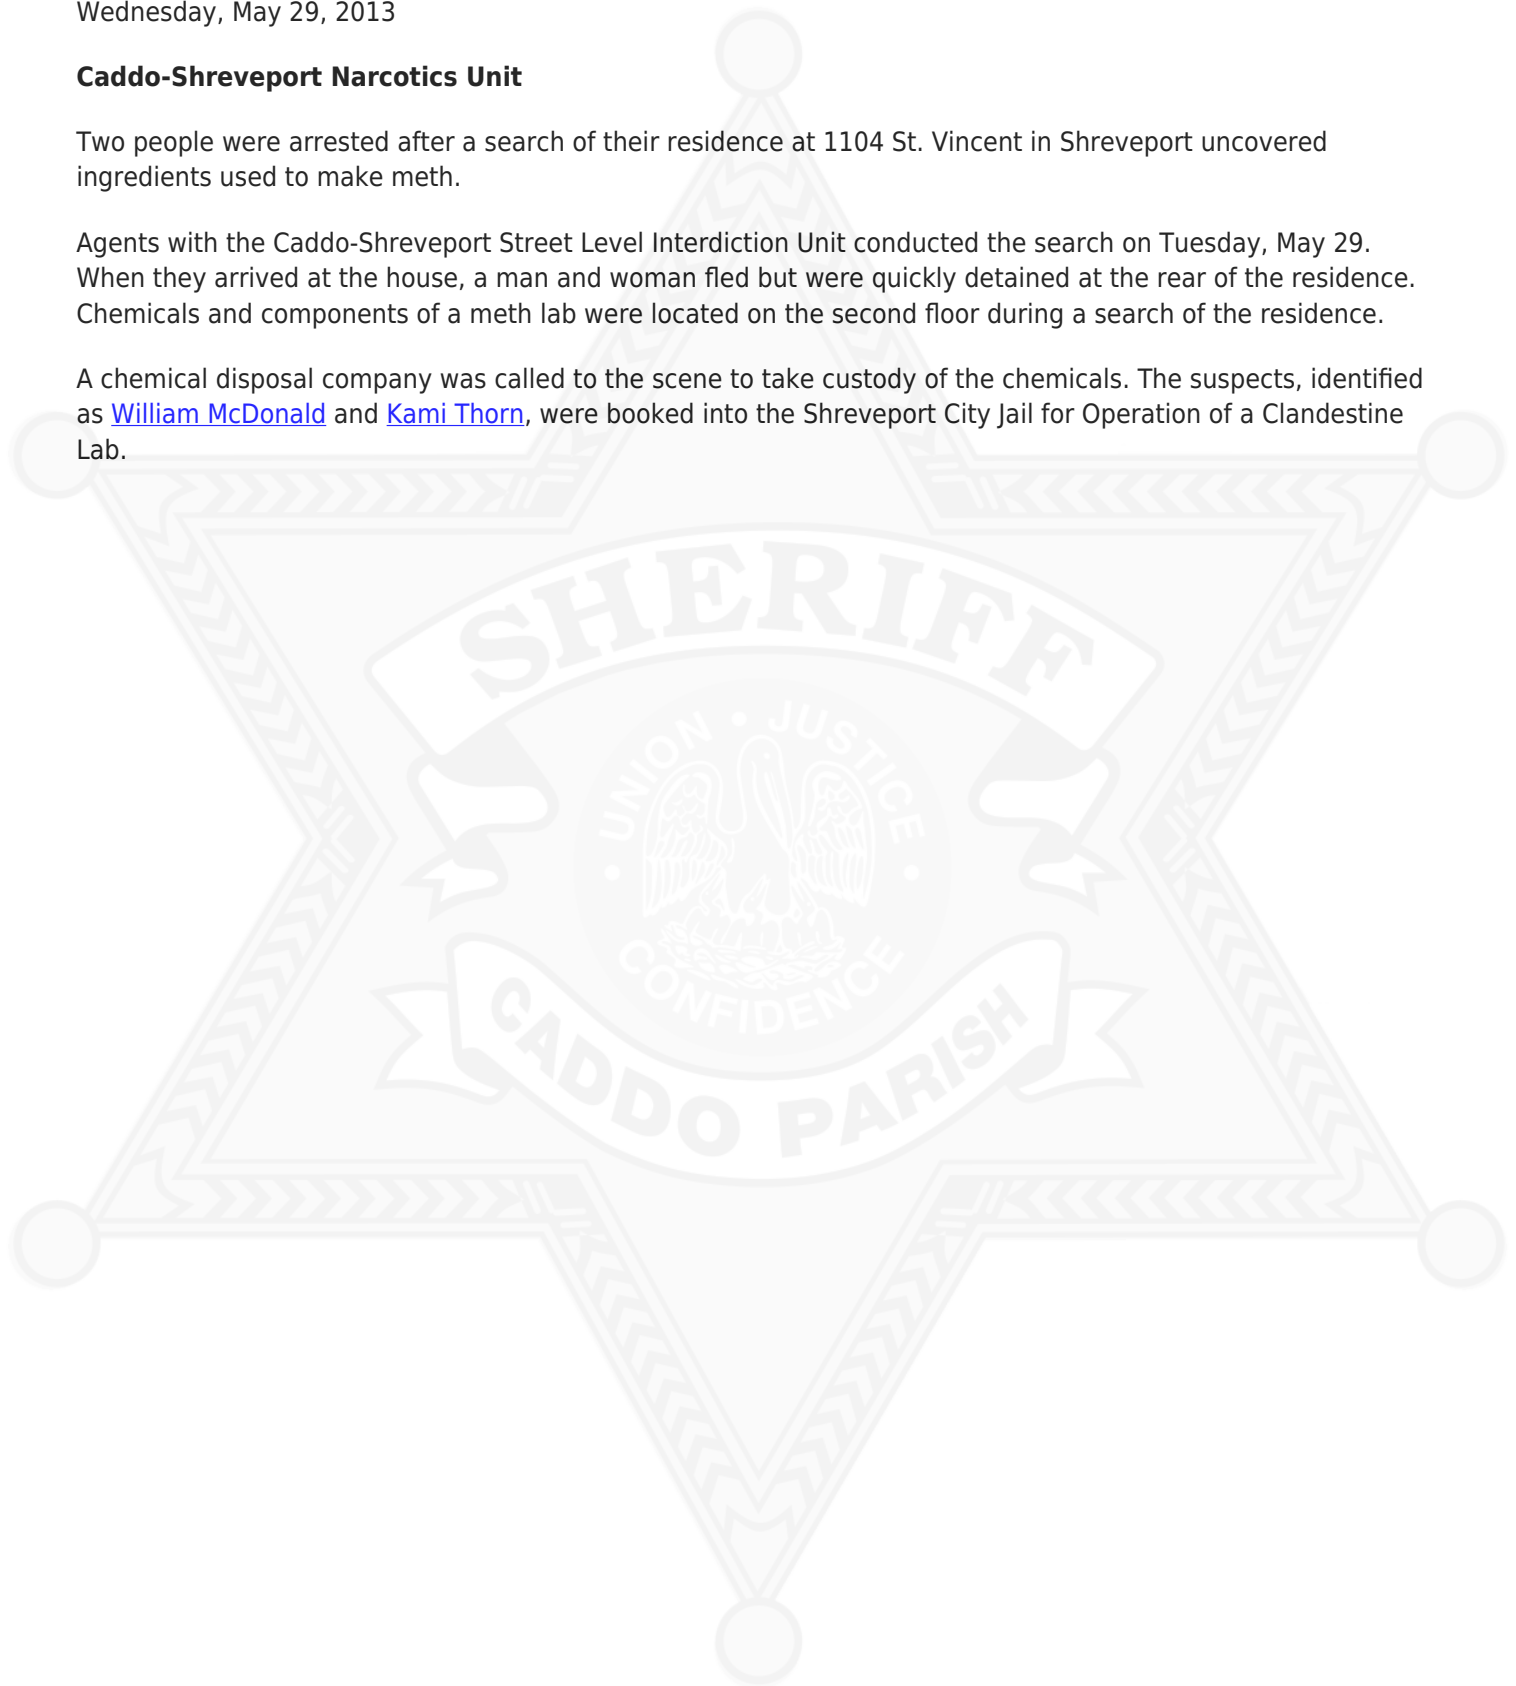 Wednesday, May 29, 2013
Caddo-Shreveport Narcotics Unit
Two people were arrested after a search of their residence at 1104 St. Vincent in Shreveport uncovered
ingredients used to make meth.
Agents with the Caddo-Shreveport Street Level Interdiction Unit conducted the search on Tuesday, May 29.
When they arrived at the house, a man and woman fled but were quickly detained at the rear of the residence.
Chemicals and components of a meth lab were located on the second floor during a search of the residence.
A chemical disposal company was called to the scene to take custody of the chemicals. The suspects, identified
as William McDonald and Kami Thorn, were booked into the Shreveport City Jail for Operation of a Clandestine
Lab.
SHERIFF
UNION • JUSTICE •
• CONFIDENCE
CADDO PARISH